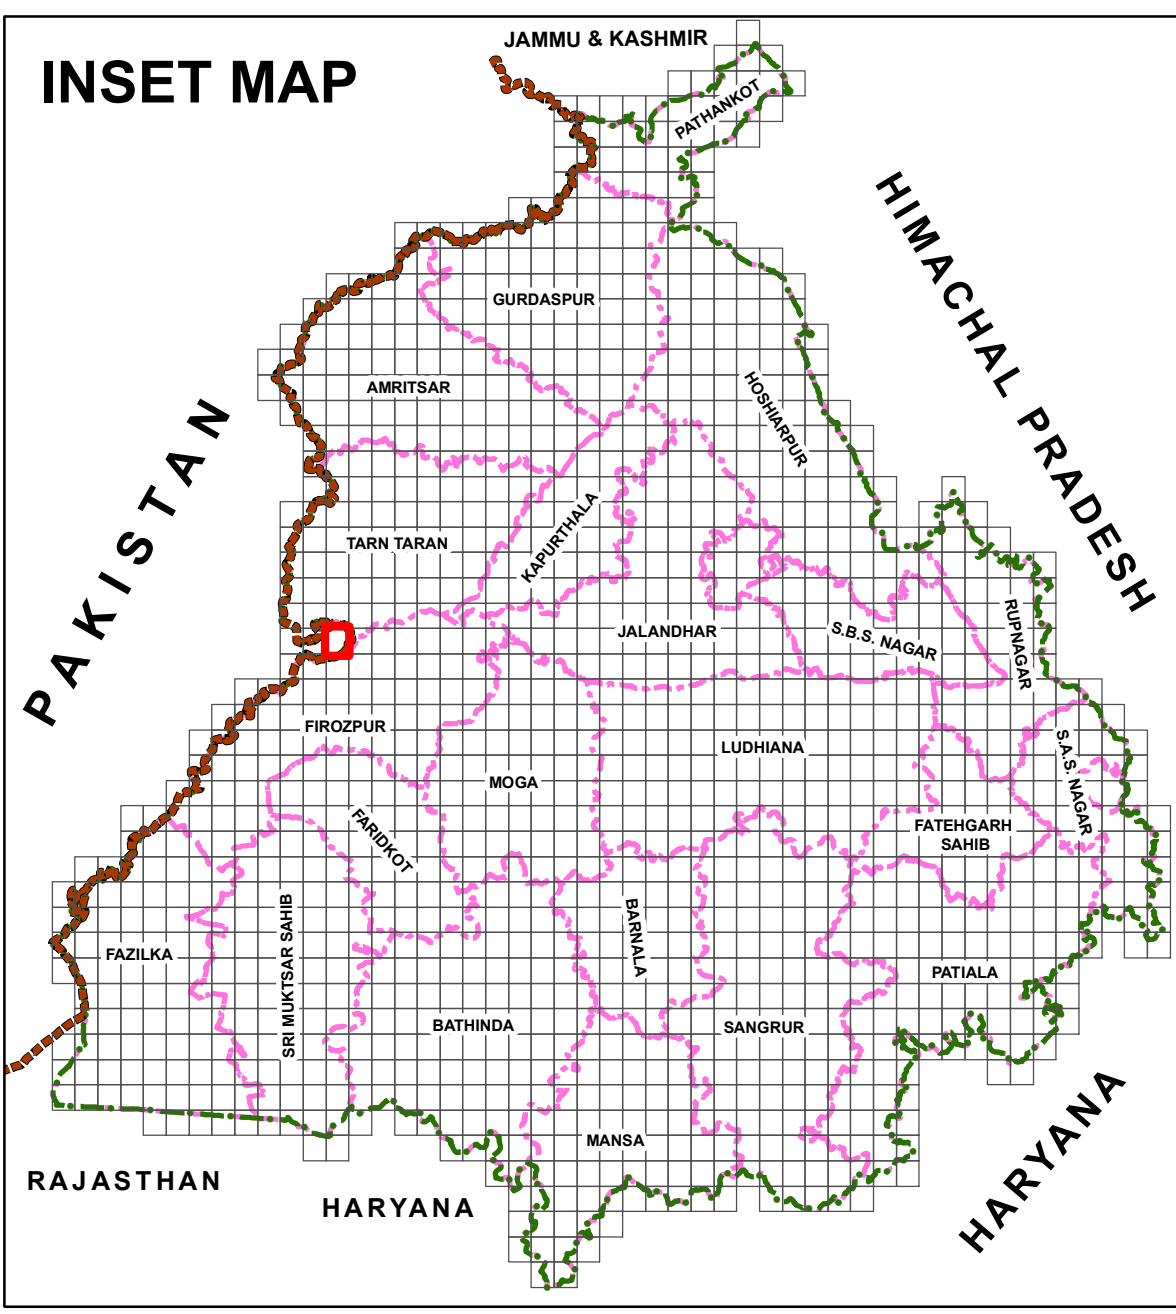 JAMMU & KASHMIR
INSET MAP
PATHANKOT
HIMACHAL PRADESH
GURDASPUR
AMRITSAR
HOSHIARPUR
PAKISTAN
KAPURTHALA
TARN TARAN
JALANDHAR
S.B.S. NAGAR
RUPNAGAR
FIROZPUR
LUDHIANA
S.A.S. NAGAR
MOGA
FARIDKOT
FATEHGARH
SAHIB
BARNALA
SRI MUKTSAR SAHIB
FAZILKA
PATIALA
BATHINDA
SANGRUR
MANSA
HARYANA
RAJASTHAN
HARYANA